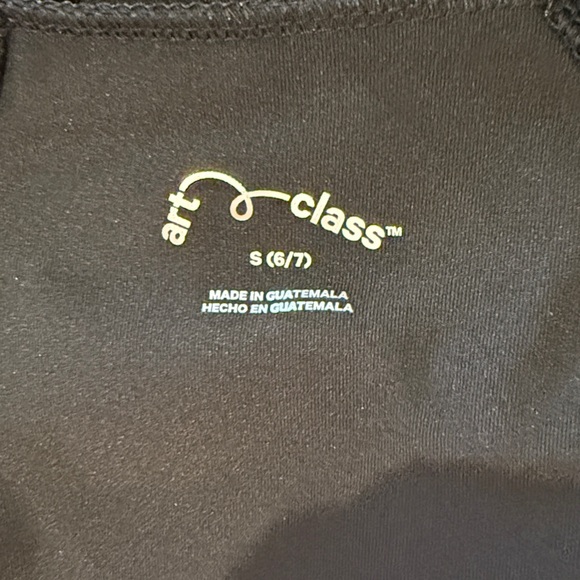 art class™
S (6/7)
MADE IN GUATEMALA
HECHO EN GUATEMALA